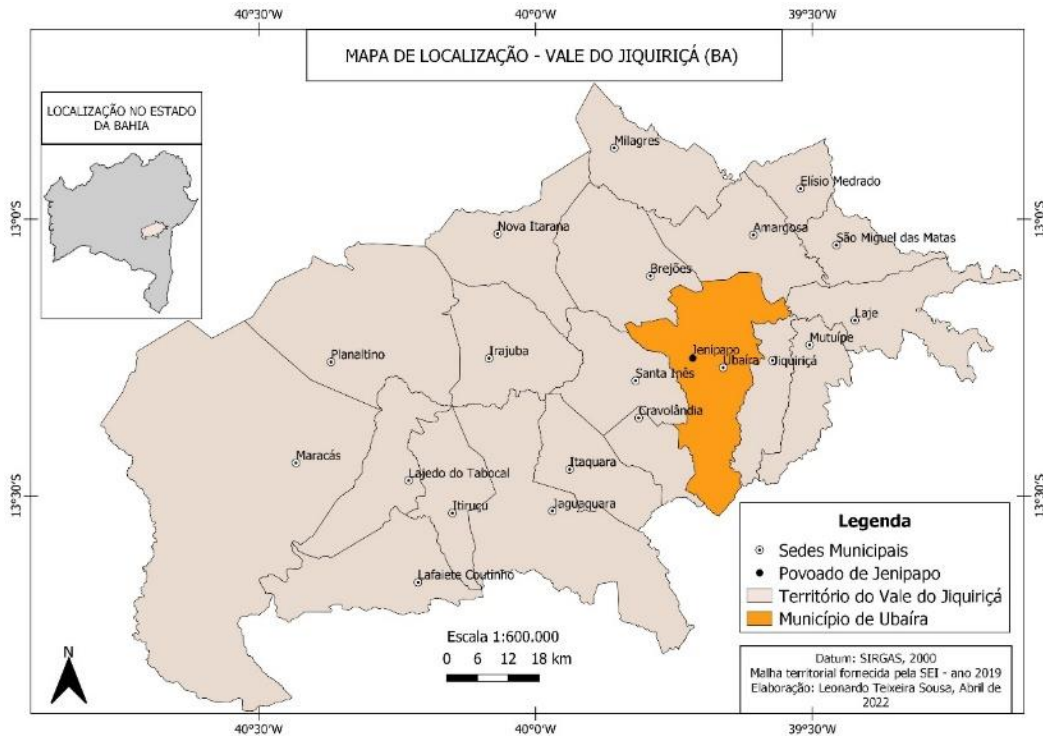 40°30'W 40°0'W 39°30'W
MAPA DE LOCALIZAÇÃO - VALE DO JIQUIRIÇÁ (BA)
LOCALIZAÇÃO NO ESTADO
DA BAHIA
Milagres
Elísio Medrado
13°0'S 13°0'S
Nova Itarana
Amargosa
São Miguel das Matas
Brejões
Laje
Mutuípe
Planaltino
Irajuba
Jenipapo
Ubaíra
Jiquiriçá
Santa Inês
Cravolândia
Maracás
Lajedo do Tabocal
Itaquara
13°30'S 13°30'S
Itiruçu
Jaguaquara
Lafaiete Coutinho
Legenda
Sedes Municipais
Povoado de Jenipapo
Território do Vale do Jiquiriçá
Município de Ubaíra
N
Escala 1:600.000
0 6 12 18 km
Datum: SIRGAS, 2000
Malha territorial fornecida pela SEI - ano 2019
Elaboração: Leonardo Teixeira Sousa, Abril de
2022
40°30'W 40°0'W 39°30'W